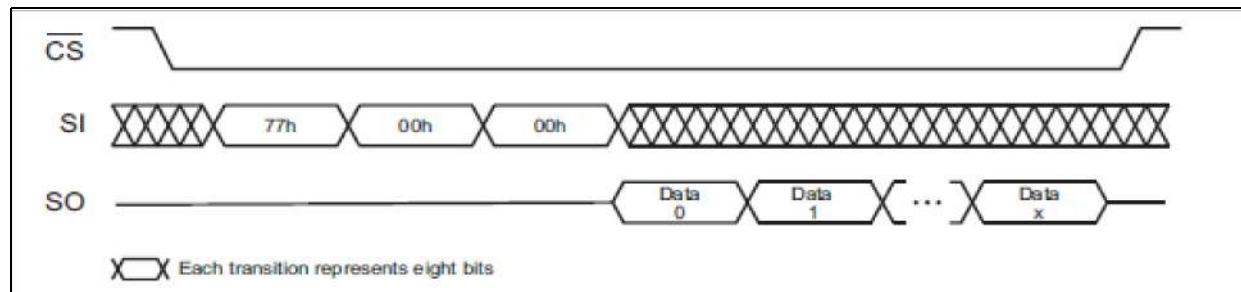 CS
SI 77h 00h 00h
SO Data 0 Data 1 ... Data x
Each transition represents eight bits